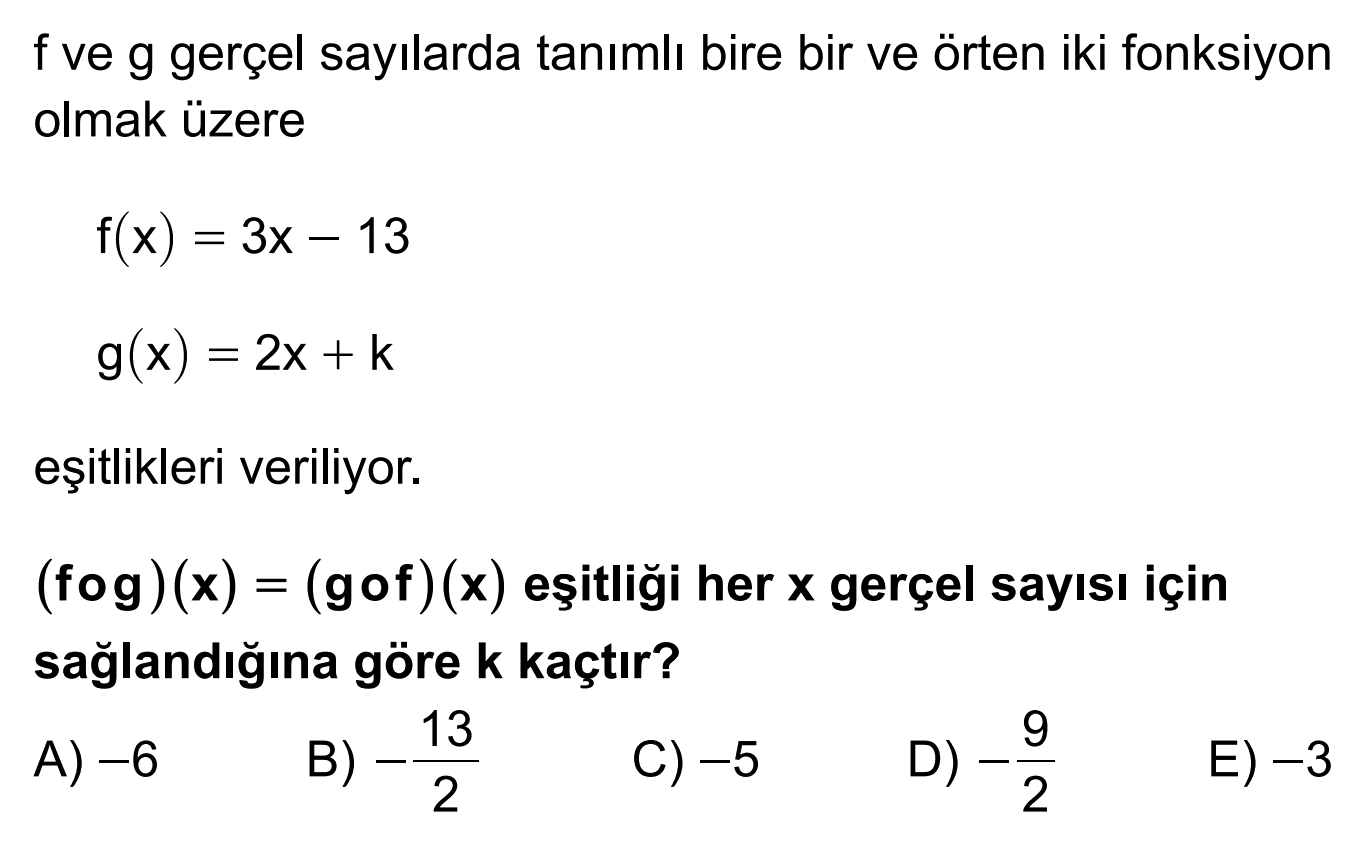 f ve g gerçel sayılarda tanımlı bire bir ve örten iki fonksiyon
olmak üzere
f(x) = 3x – 13
g(x) = 2x + k
eşitlikleri veriliyor.
(fog)(x) = (gof)(x) eşitliği her x gerçel sayısı için
sağlandığına göre k kaçtır?
A) –6 B) –13/2 C) –5 D) –9/2 E) –3